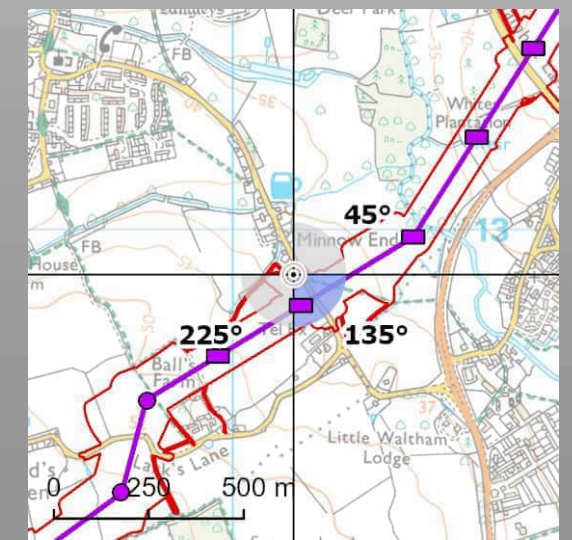 Deer Park
FB
White
Plantation
45°
Minnow End
13
FB
House
225°
135°
Tel Ex
Ball's
Farm
37
Little Waltham
Lodge
Lark's Lane
0 250 500 m